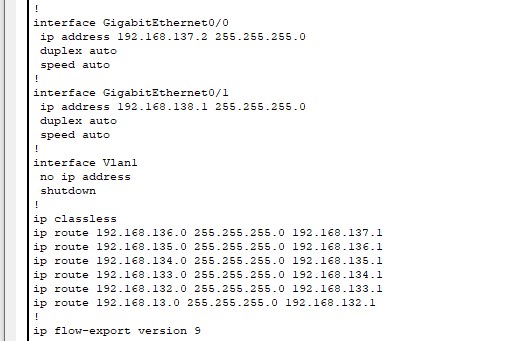 !
interface GigabitEthernet0/0
ip address 192.168.137.2 255.255.255.0
duplex auto
speed auto
!
interface GigabitEthernet0/1
ip address 192.168.138.1 255.255.255.0
duplex auto
speed auto
!
interface Vlan1
no ip address
shutdown
!
ip classless
ip route 192.168.136.0 255.255.255.0 192.168.137.1
ip route 192.168.135.0 255.255.255.0 192.168.136.1
ip route 192.168.134.0 255.255.255.0 192.168.135.1
ip route 192.168.133.0 255.255.255.0 192.168.134.1
ip route 192.168.132.0 255.255.255.0 192.168.133.1
ip route 192.168.13.0 255.255.255.0 192.168.132.1
!
ip flow-export version 9